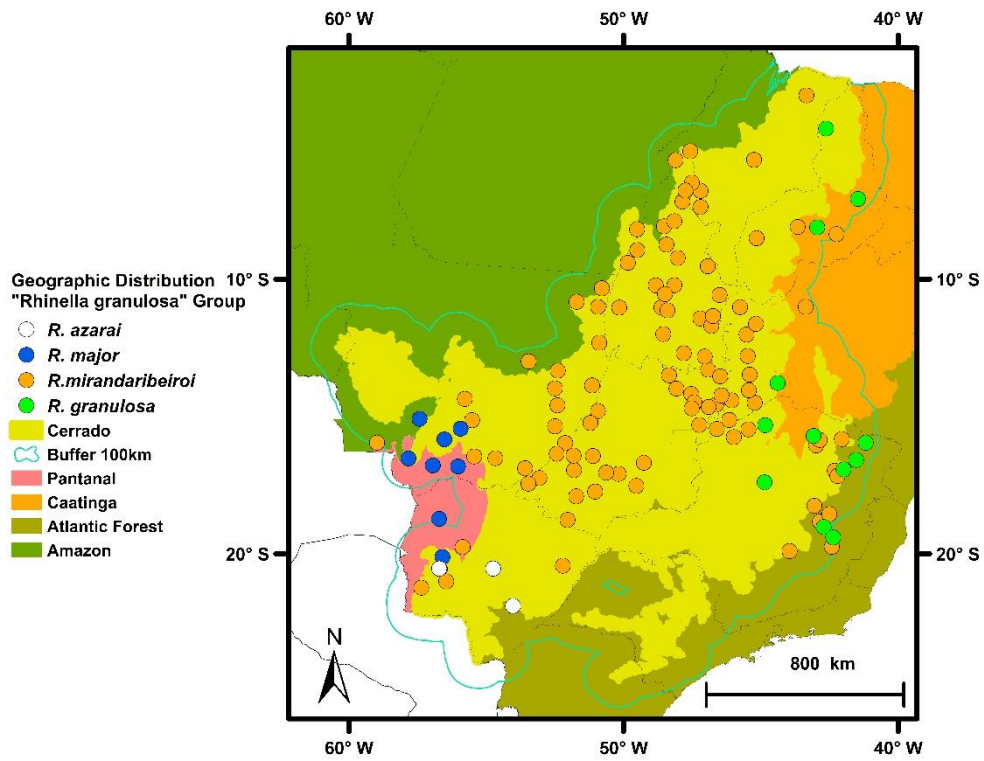 60° W
50° W
40° W
Geographic Distribution
"Rhinella granulosa" Group
R. azarai
R. major
R.mirandaribeiroi
R. granulosa
Cerrado
Buffer 100km
Pantanal
Caatinga
Atlantic Forest
Amazon
10° S
10° S
20° S
20° S
N
800 km
60° W
50° W
40° W